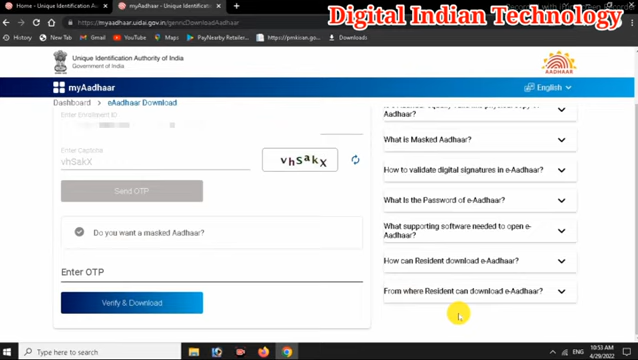 Digital Indian Technology
Home - Unique Identification Au
myAadhaar - Unique Identificati
https://myaadhaar.uidai.gov.in/genricDownloadAadhaar
History
New Tab
Gmail
YouTube
Maps
PayNearby Retailer...
https://pmkisan.go...
Downloads
Unique Identification Authority of India
Government of India
AADHAAR
myAadhaar
English
Dashboard > eAadhaar Download
Enter Enrollment ID
Aadhaar?
Enter Captcha
vhSakX
vhSakX
Send OTP
Do you want a masked Aadhaar?
Enter OTP
Verify & Download
What is Masked Aadhaar?
How to validate digital signatures in e-Aadhaar?
What Is the Password of e-Aadhaar?
What supporting software needed to open e-
Aadhaar?
How can Resident download e-Aadhaar?
From where Resident can download e-Aadhaar?
Type here to search
10:53 AM
4/29/2022